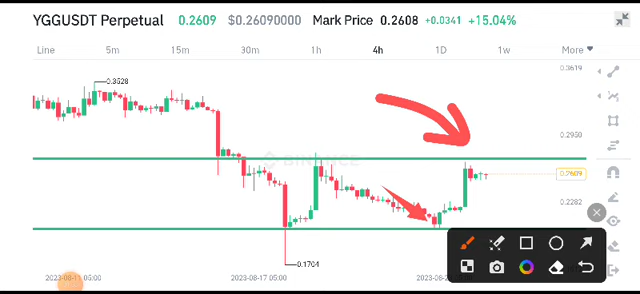 YGGUSDT Perpetual 0.2609 $0.26090000 Mark Price 0.2608 +0.0341 +15.04%
Line 5m 15m 30m 1h 4h 1D 1w More
0.3619
0.3528
0.2950
BINANCE
0.2609
0.2282
0.1704
2023-08-17 05:00